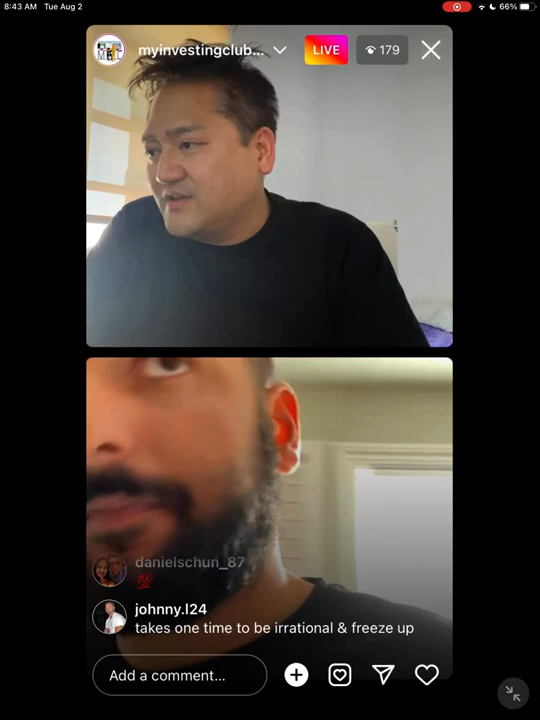 8:43 AM Tue Aug 2
66%
myinvestingclub...
LIVE
179
danielschun_87
💯
johnny.l24
takes one time to be irrational & freeze up
Add a comment...